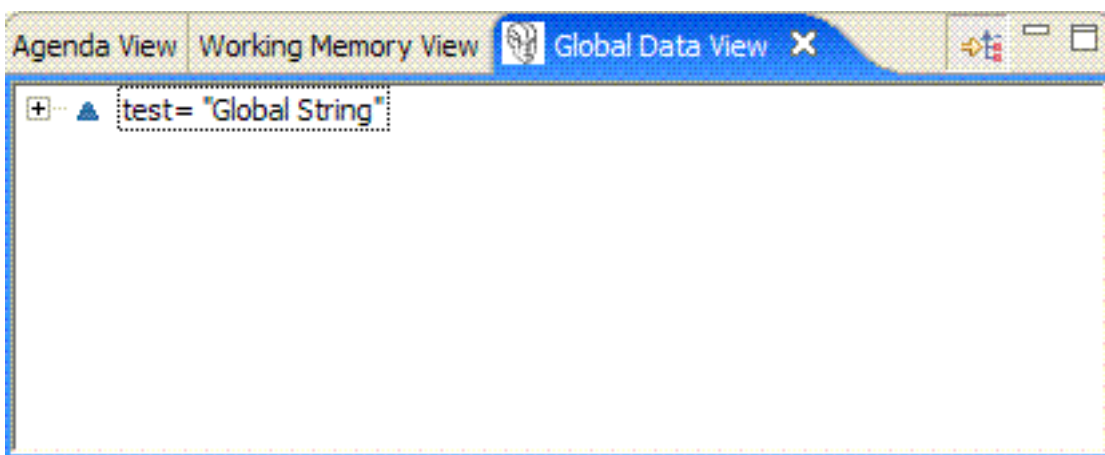 Agenda View Working Memory View Global Data View
test= "Global String"